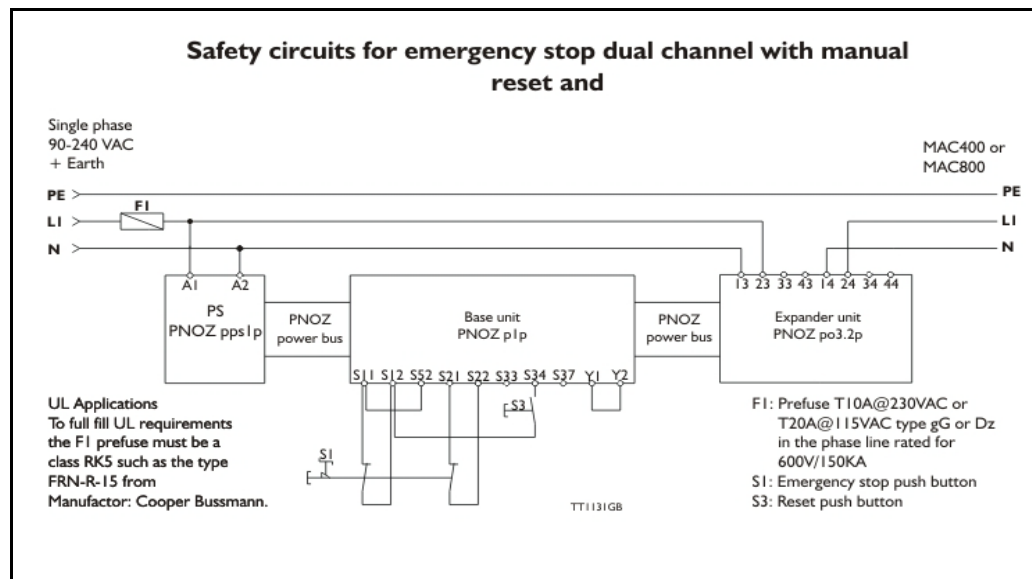 Safety circuits for emergency stop dual channel with manual
reset and
Single phase
90-240 VAC
+ Earth
MAC400 or
MAC800
PE
PE
F1
L1
L1
N
N
A1 A2
13 23 33 43 14 24 34 44
PS
PNOZ pps1p
PNOZ
power bus
Base unit
PNOZ p1p
PNOZ
power bus
Expander unit
PNOZ po3.2p
S11 S12 S52 S21 S22 S33 S34 S37 Y1 Y2
S3
S1
UL Applications
To full fill UL requirements
the F1 prefuse must be a
class RK5 such as the type
FRN-R-15 from
Manufactor: Cooper Bussmann.
F1: Prefuse T10A@230VAC or
T20A@115VAC type gG or Dz
in the phase line rated for
600V/150KA
S1: Emergency stop push button
S3: Reset push button
TT1131GB